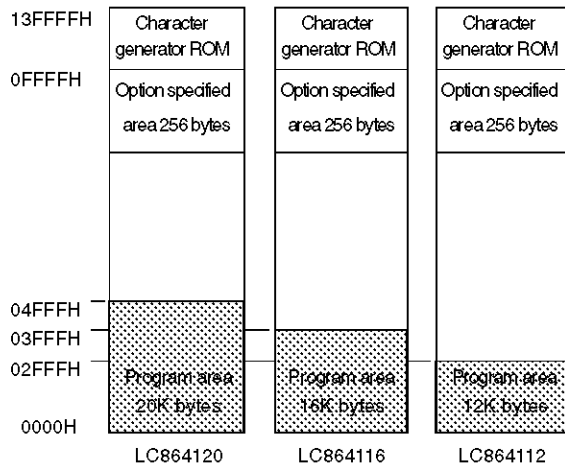 13FFFFH
Character
generator ROM
Character
generator ROM
Character
generator ROM
0FFFFH
Option specified
area 256 bytes
Option specified
area 256 bytes
Option specified
area 256 bytes
04FFFH
03FFFH
02FFFH
Program area
20K bytes
Program area
16K bytes
Program area
12K bytes
0000H
LC864120
LC864116
LC864112